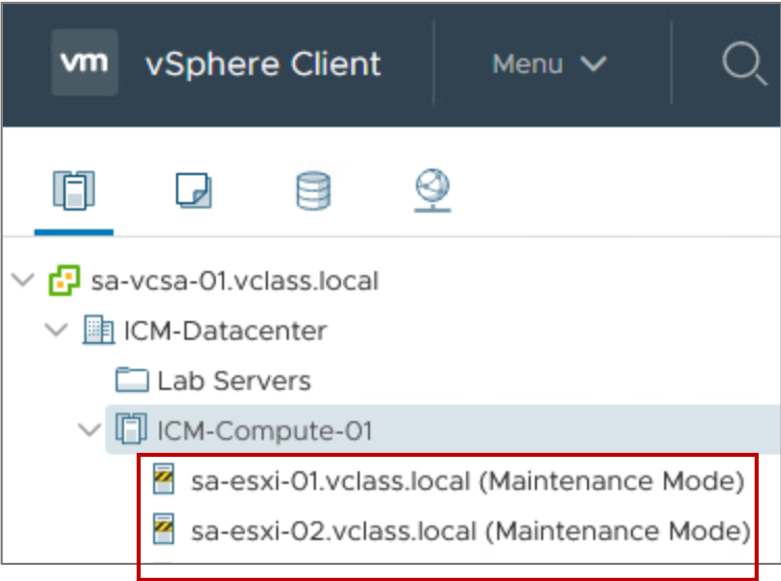 vm vSphere Client Menu
sa-vcsa-01.vclass.local
ICM-Datacenter
Lab Servers
ICM-Compute-01
sa-esxi-01.vclass.local (Maintenance Mode)
sa-esxi-02.vclass.local (Maintenance Mode)